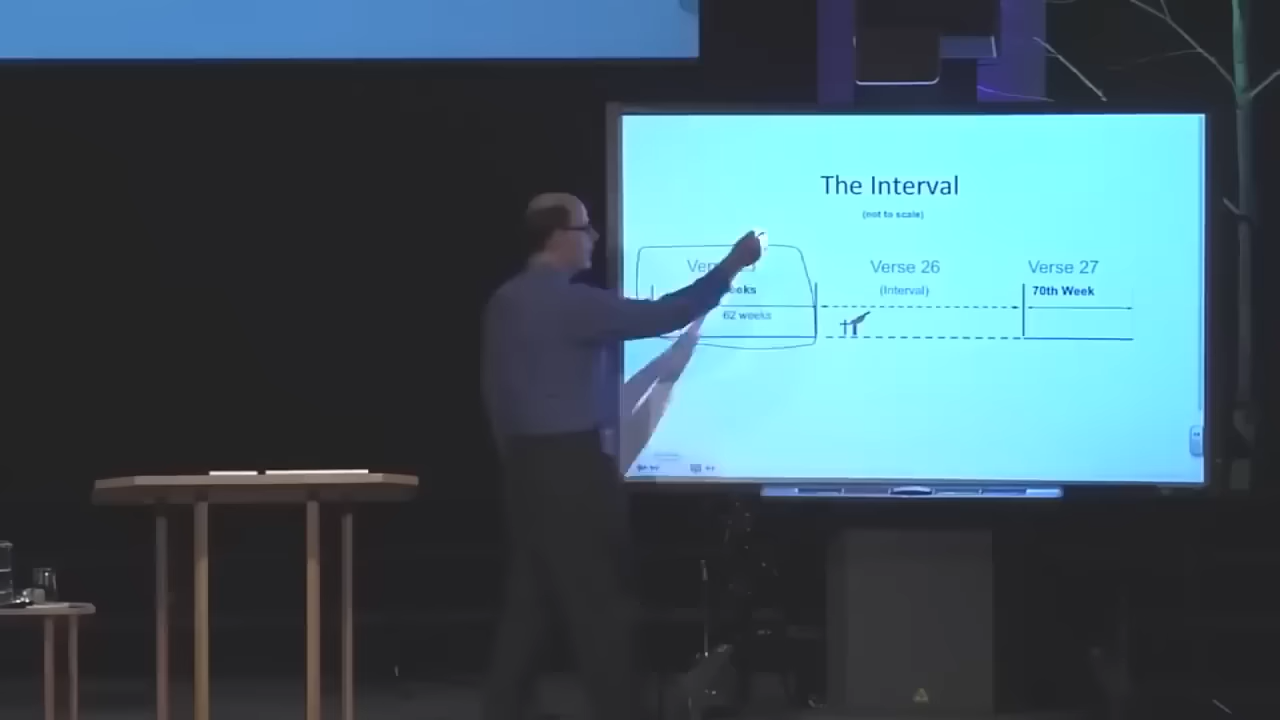 The Interval
(not to scale)
Verse 26
Verse 27
(Interval)
70th Week
62 weeks